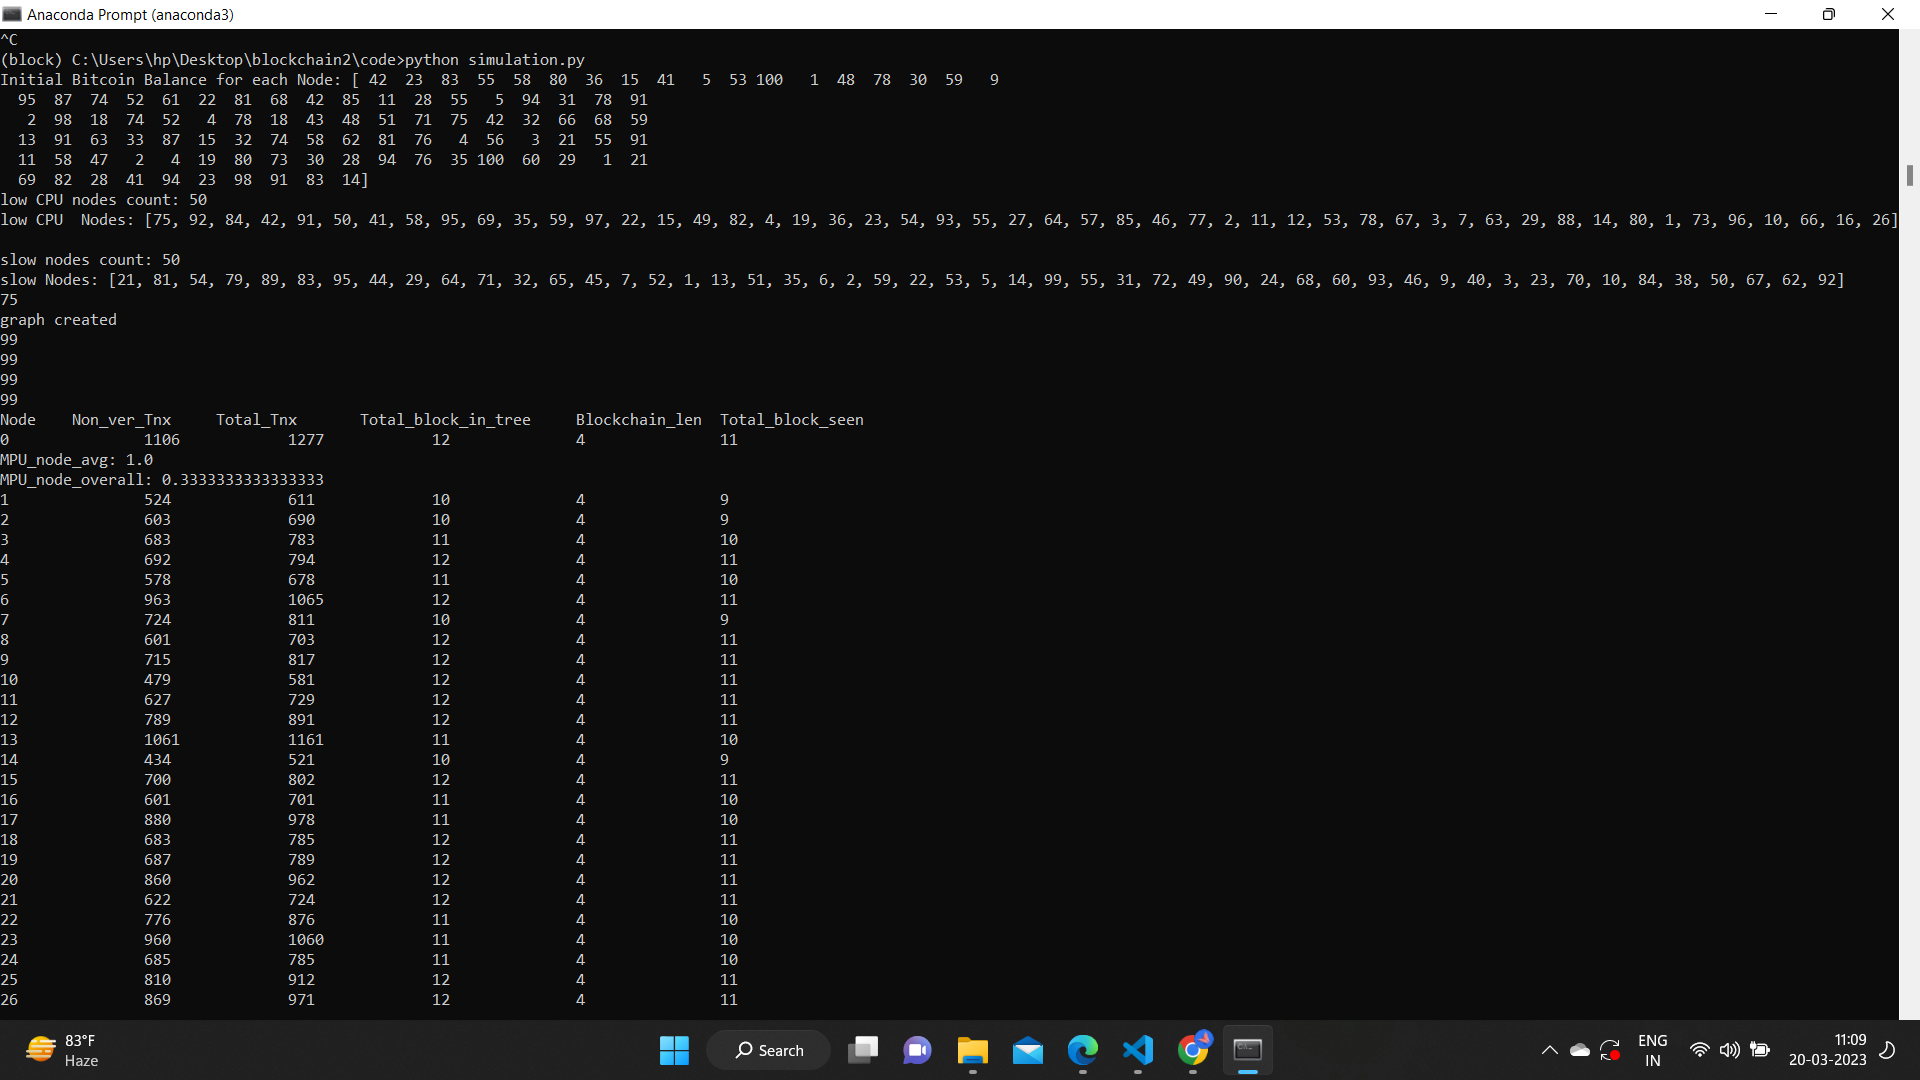 Anaconda Prompt (anaconda3)
^C
(block) C:\Users\hp\Desktop\blockchain2\code>python simulation.py
Initial Bitcoin Balance for each Node: [ 42  23  83  55  58  80  36  15  41   5  53 100   1  48  78  30  59   9
  95  87  74  52  61  22  81  68  42  85  11  28  55   5  94  31  78  91
   2  98  18  74  52   4  78  18  43  48  51  71  75  42  32  66  68  59
  13  91  63  33  87  15  32  74  58  62  81  76   4  56   3  21  55  91
  11  58  47   2   4  19  80  73  30  28  94  76  35 100  60  29   1  21
  69  82  28  41  94  23  98  91  83  14]
low CPU nodes count: 50
low CPU  Nodes: [75, 92, 84, 42, 91, 50, 41, 58, 95, 69, 35, 59, 97, 22, 15, 49, 82, 4, 19, 36, 23, 54, 93, 55, 27, 64, 57, 85, 46, 77, 2, 11, 12, 53, 78, 67, 3, 7, 63, 29, 88, 14, 80, 1, 73, 96, 10, 66, 16, 26]
slow nodes count: 50
slow Nodes: [21, 81, 54, 79, 89, 83, 95, 44, 29, 64, 71, 32, 65, 45, 7, 52, 1, 13, 51, 35, 6, 2, 59, 22, 53, 5, 14, 99, 55, 31, 72, 49, 90, 24, 68, 60, 93, 46, 9, 40, 3, 23, 70, 10, 84, 38, 50, 67, 62, 92]
75
graph created
99
99
99
99
Node    Non_ver_Tnx     Total_Tnx       Total_block_in_tree     Blockchain_len  Total_block_seen
0               1106            1277            12              4               11
MPU_node_avg: 1.0
MPU_node_overall: 0.3333333333333333
1               524             611             10              4               9
2               603             690             10              4               9
3               683             783             11              4               10
4               692             794             12              4               11
5               578             678             11              4               10
6               963             1065            12              4               11
7               724             811             10              4               9
8               601             703             12              4               11
9               715             817             12              4               11
10              479             581             12              4               11
11              627             729             12              4               11
12              789             891             12              4               11
13              1061            1161            11              4               10
14              434             521             10              4               9
15              700             802             12              4               11
16              601             701             11              4               10
17              880             978             11              4               10
18              683             785             12              4               11
19              687             789             12              4               11
20              860             962             12              4               11
21              622             724             12              4               11
22              776             876             11              4               10
23              960             1060            11              4               10
24              685             785             11              4               10
25              810             912             12              4               11
26              869             971             12              4               11
83°F
Haze
Search
ENG
IN
11:09
20-03-2023